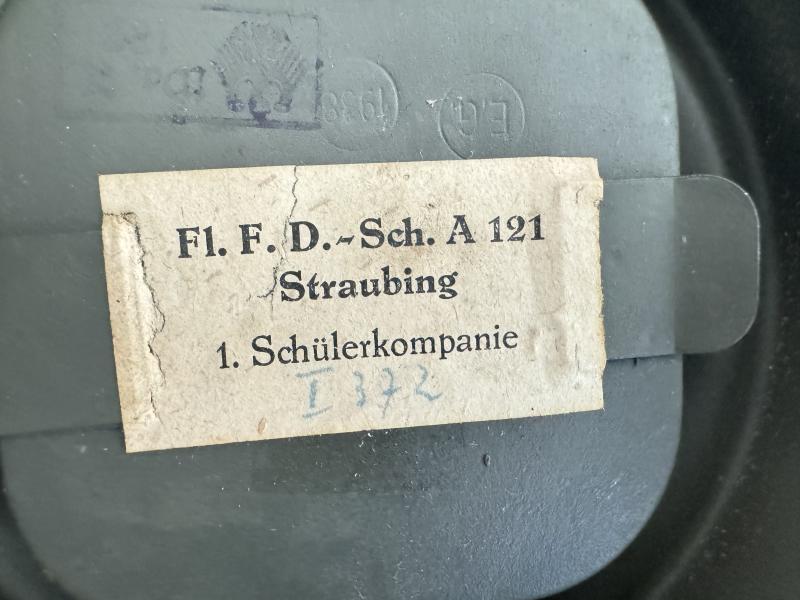 1938
E.G.
Fl. F. D.-Sch. A 121
Straubing
1. Schülerkompanie
I 372